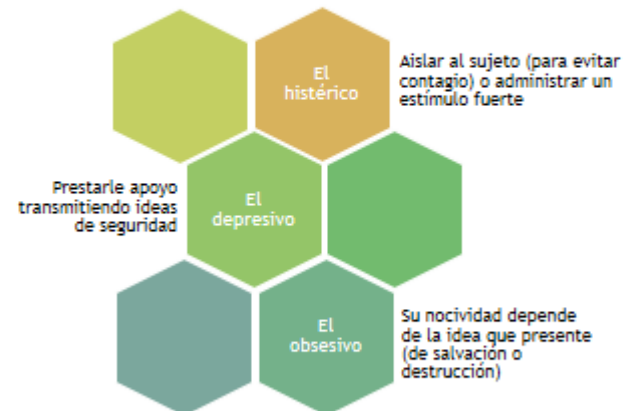 El
histérico
Aislar al sujeto (para evitar
contagio) o administrar un
estímulo fuerte
Prestarle apoyo
transmitiendo ideas
de seguridad
El
depresivo
El
obsesivo
Su nocividad depende
de la idea que presente
(de salvación o
destrucción)